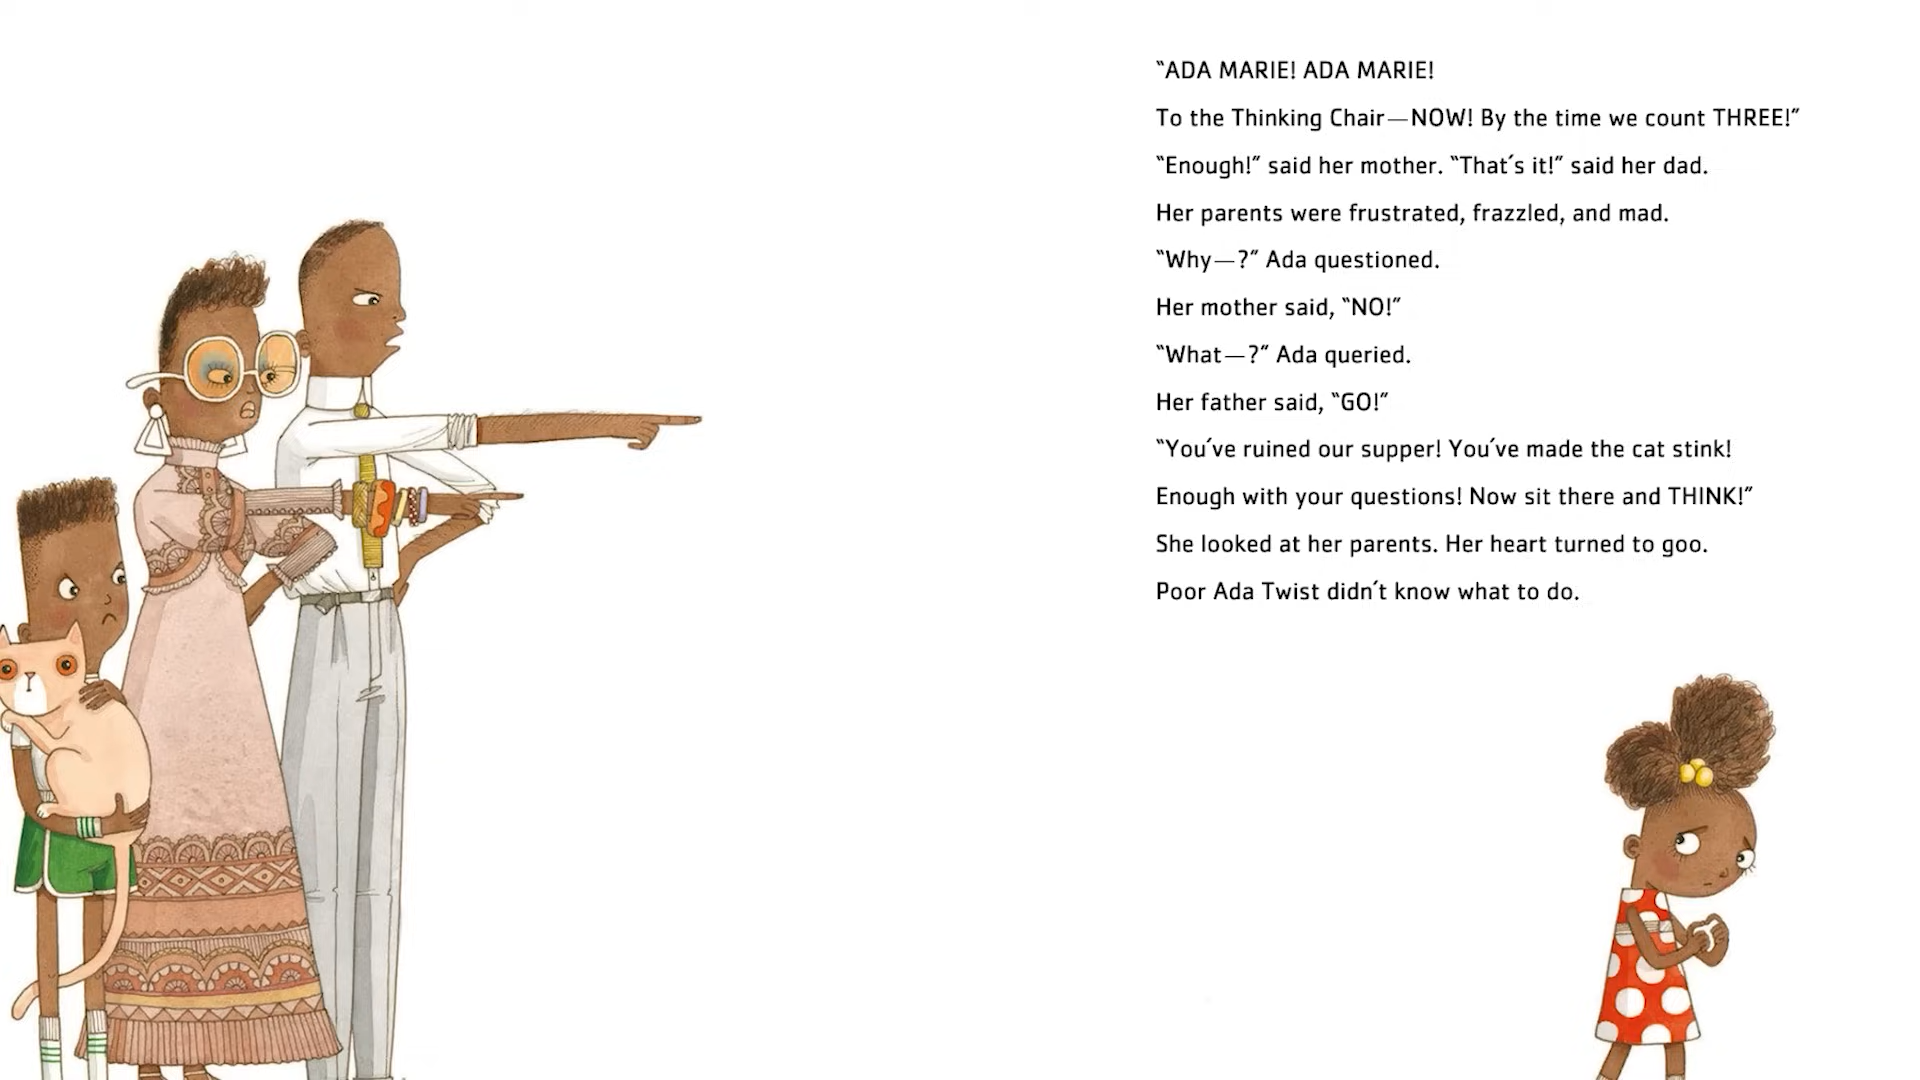 “ADA MARIE! ADA MARIE!
To the Thinking Chair—NOW! By the time we count THREE!”
“Enough!” said her mother. “That´s it!” said her dad.
Her parents were frustrated, frazzled, and mad.
“Why—?” Ada questioned.
Her mother said, “NO!”
“What—?” Ada queried.
Her father said, “GO!”
“You´ve ruined our supper! You´ve made the cat stink!
Enough with your questions! Now sit there and THINK!”
She looked at her parents. Her heart turned to goo.
Poor Ada Twist didn´t know what to do.